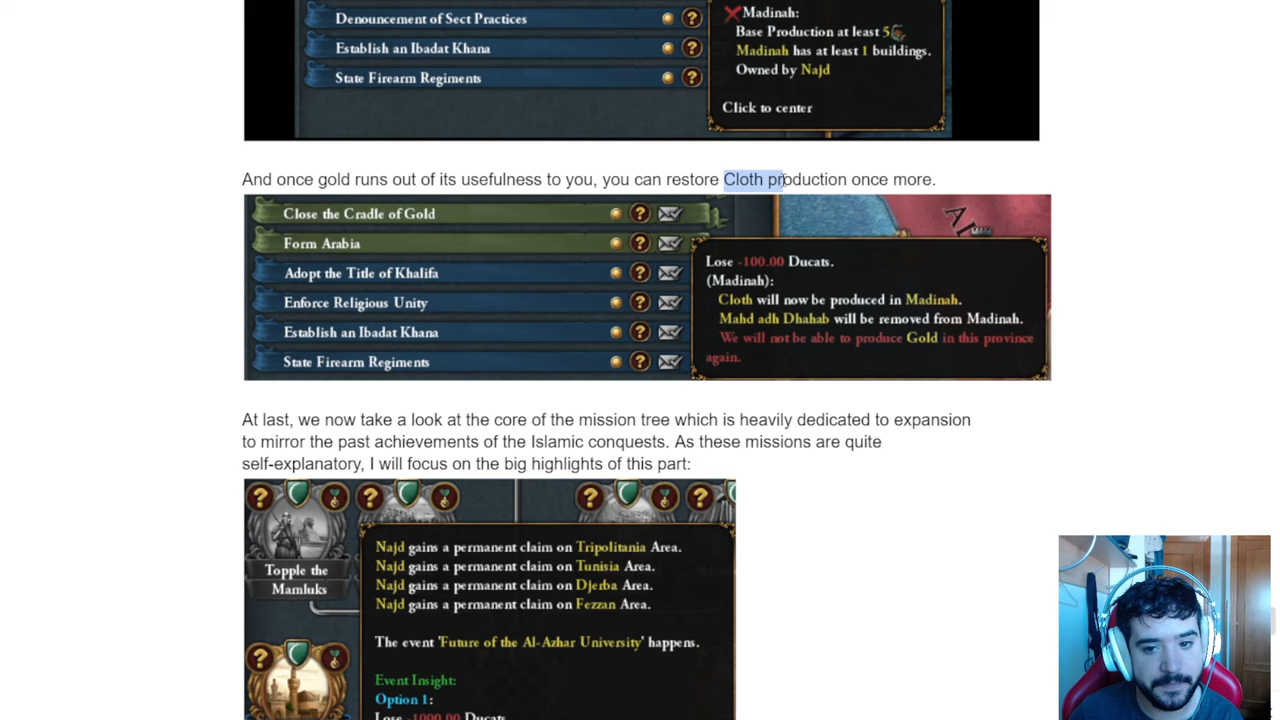 Denouncement of Sect Practices
Establish an Ibadat Khana
State Firearm Regiments
Madinah:
Base Production at least 5
Madinah has at least 1 buildings.
Owned by Najd
Click to center
And once gold runs out of its usefulness to you, you can restore Cloth production once more.
Close the Cradle of Gold
Form Arabia
Adopt the Title of Khalifa
Enforce Religious Unity
Establish an Ibadat Khana
State Firearm Regiments
Lose -100.00 Ducats.
(Madinah):
Cloth will now be produced in Madinah.
Mahd adh Dhahab will be removed from Madinah.
We will not be able to produce Gold in this province
again.
At last, we now take a look at the core of the mission tree which is heavily dedicated to expansion
to mirror the past achievements of the Islamic conquests. As these missions are quite
self-explanatory, I will focus on the big highlights of this part:
Topple the
Mamluks
Najd gains a permanent claim on Tripolitania Area.
Najd gains a permanent claim on Tunisia Area.
Najd gains a permanent claim on Djerba Area.
Najd gains a permanent claim on Fezzan Area.
The event 'Future of the Al-Azhar University' happens.
Event Insight:
Option 1:
Lose -1000.00 Ducats